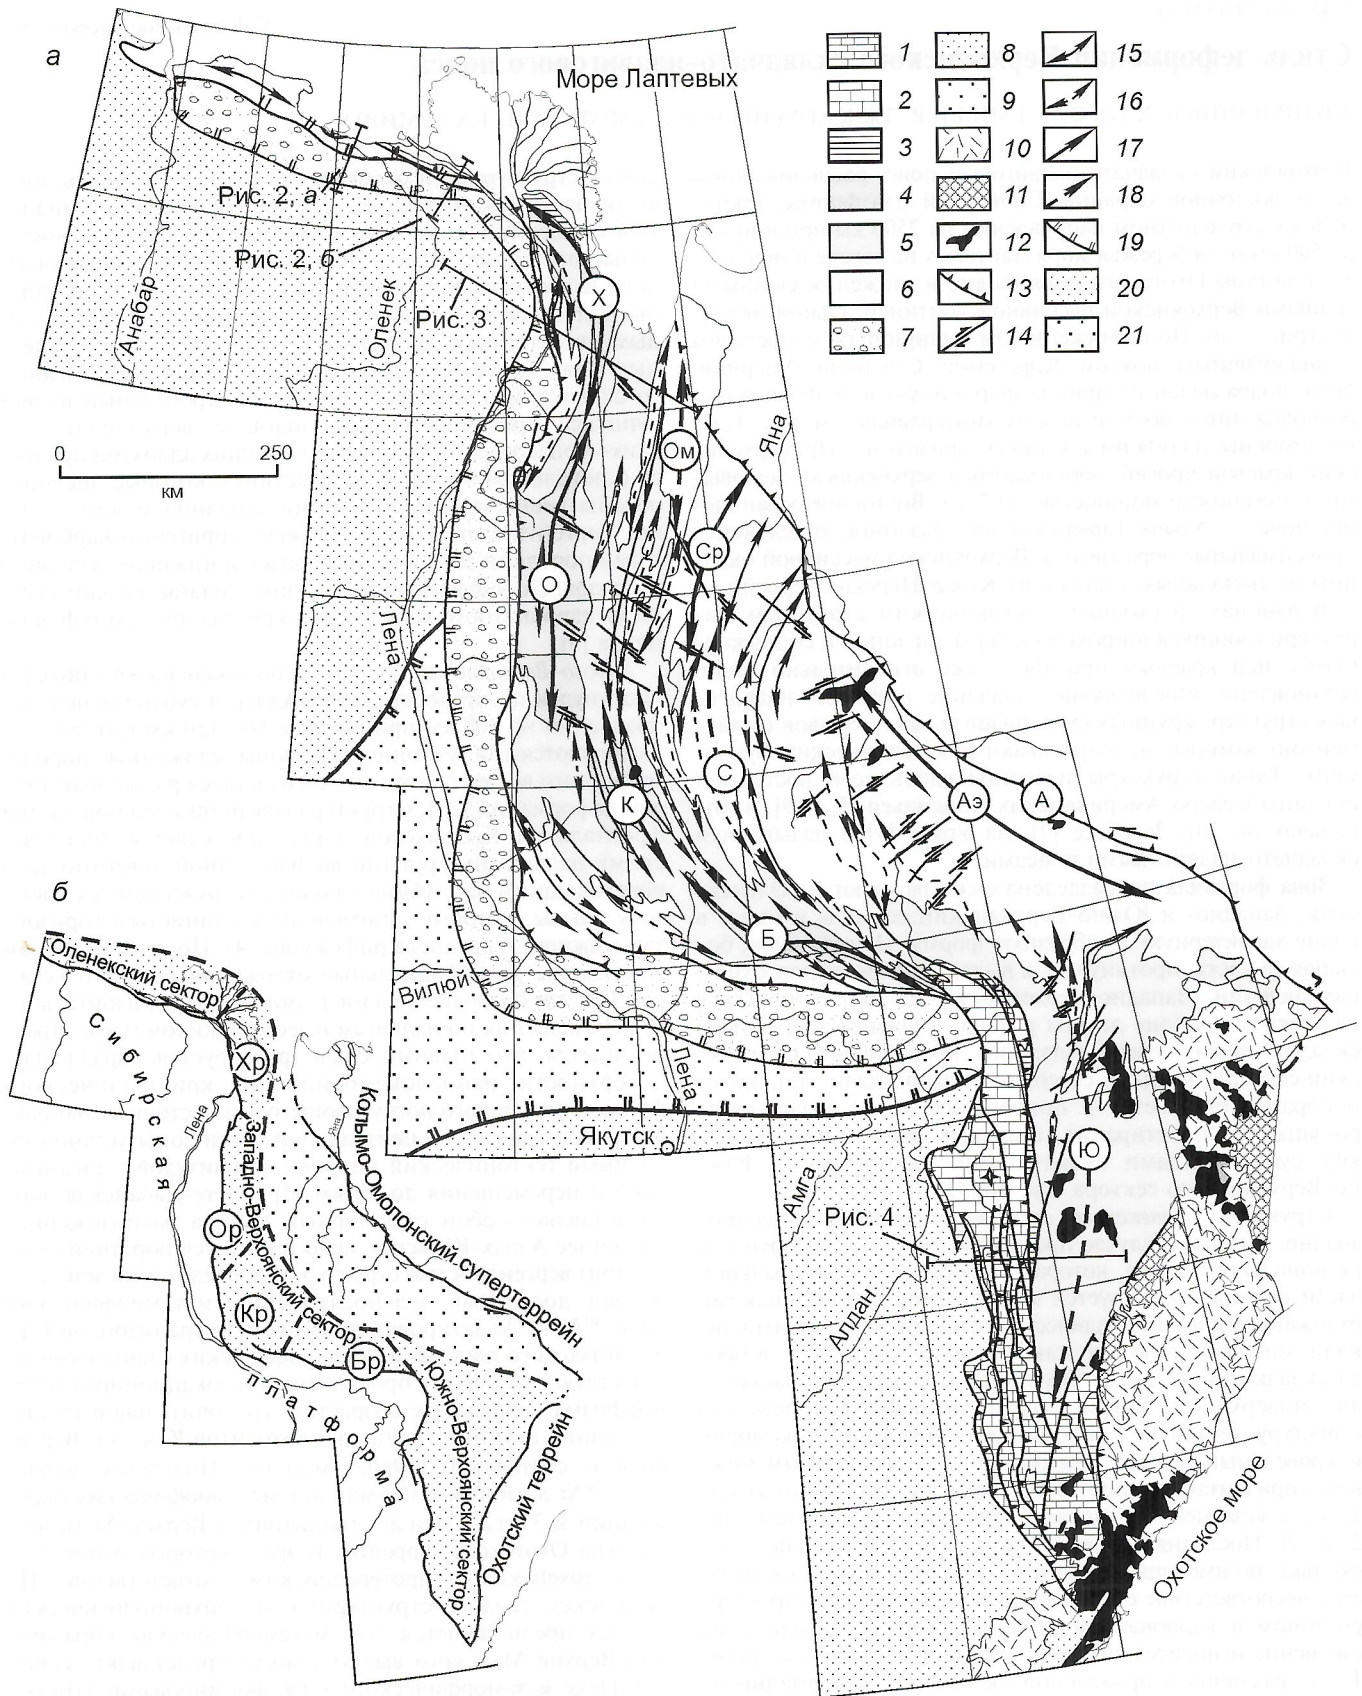 а
Море Лаптевых
Рис. 2, а
Рис. 2, б
Рис. 3
Анабар
Оленек
Х
Ом
Яна
Ср
О
Лена
0 250
км
С
К
Аэ
А
Б
Вилюй
Лена
Якутск
Амга
Ю
Рис. 4
Алдан
Охотское море
1 8 15
2 9 16
3 10 17
4 11 18
5 12 19
6 13 20
7 14 21
б
Оленекский сектор
Сибирская
Хр
Лена
Яна
Колымо-Омолонский супертеррейн
Западно-Верхоянский сектор
Ор
Кр
Бр
платформа
Южно-Верхоянский сектор
Охотский террейн